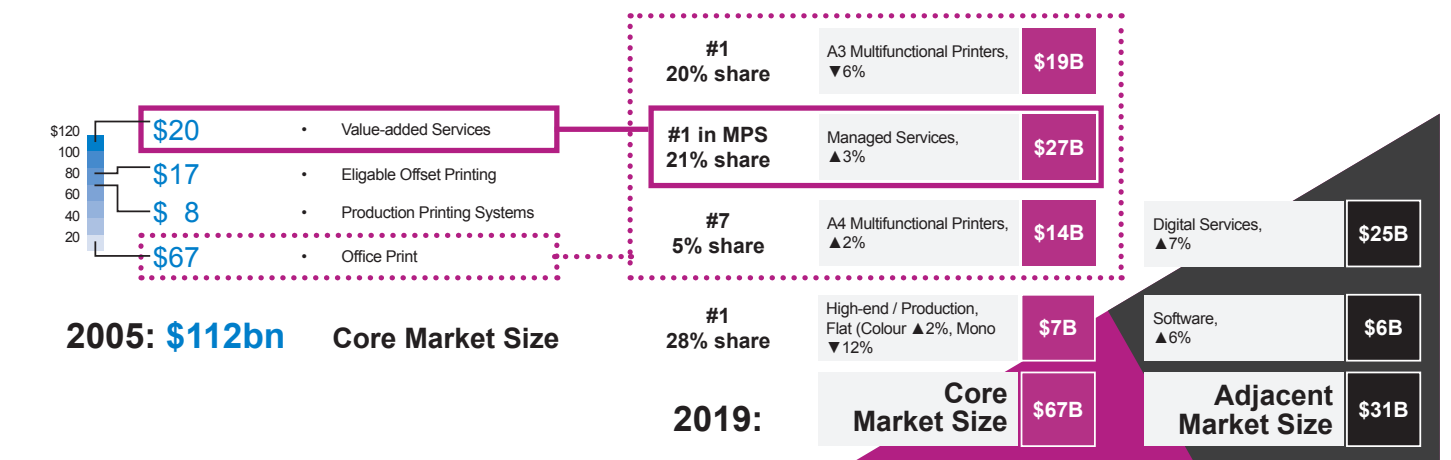 $120
100
80
60
40
20
$20 • Value-added Services
$17 • Eligable Offset Printing
$ 8 • Production Printing Systems
$67 • Office Print
2005: $112bn Core Market Size
#1
20% share
A3 Multifunctional Printers,
▼6%
$19B
#1 in MPS
21% share
Managed Services,
▲3%
$27B
#7
5% share
A4 Multifunctional Printers,
▲2%
$14B
#1
28% share
High-end / Production,
Flat (Colour ▲2%, Mono
▼12%
$7B
2019:
Core
Market Size
$67B
Digital Services,
▲7%
$25B
Software,
▲6%
$6B
Adjacent
Market Size
$31B